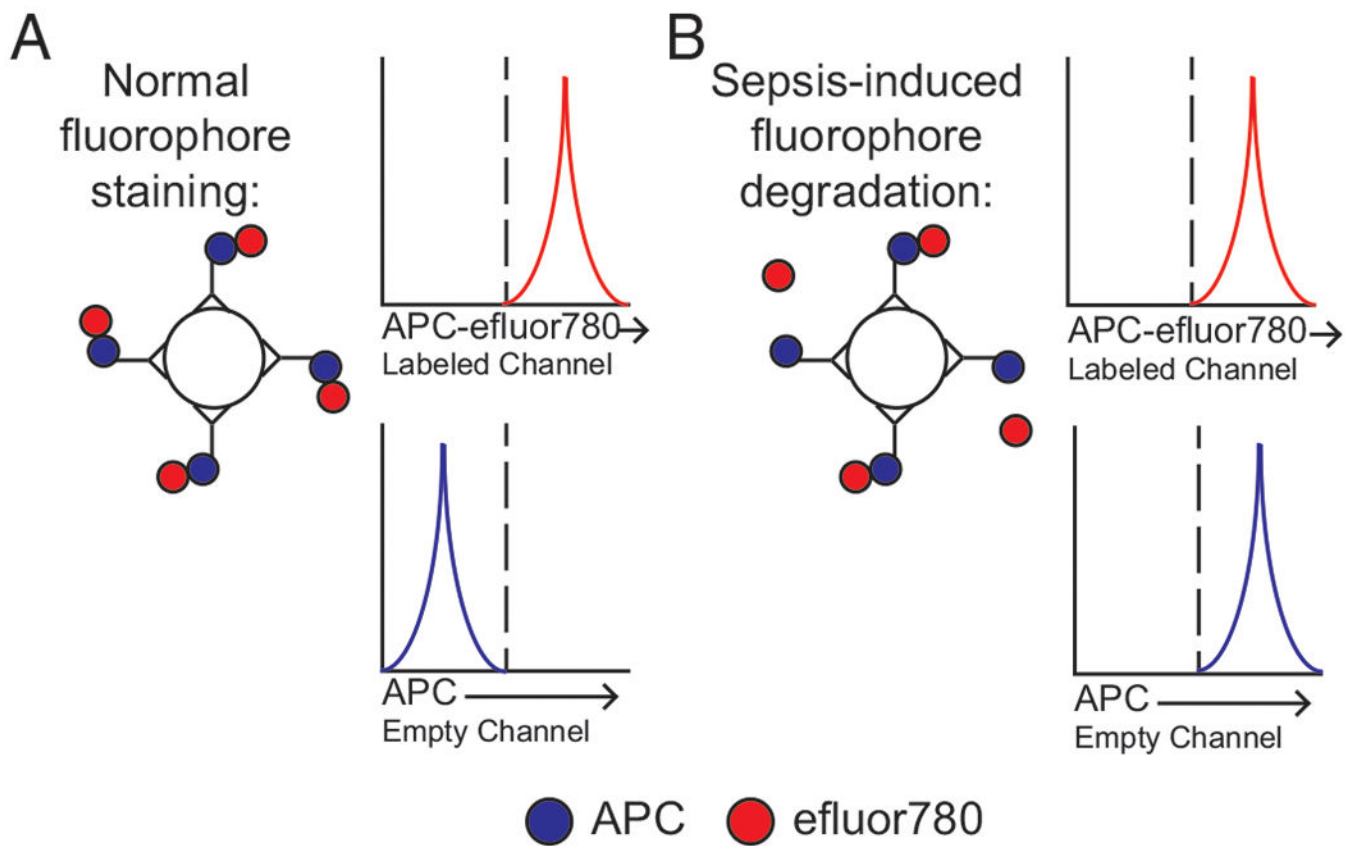 A
Normal
fluorophore
staining:
APC-efluor780
Labeled Channel
APC
Empty Channel
B
Sepsis-induced
fluorophore
degradation:
APC-efluor780
Labeled Channel
APC
Empty Channel
APC
efluor780